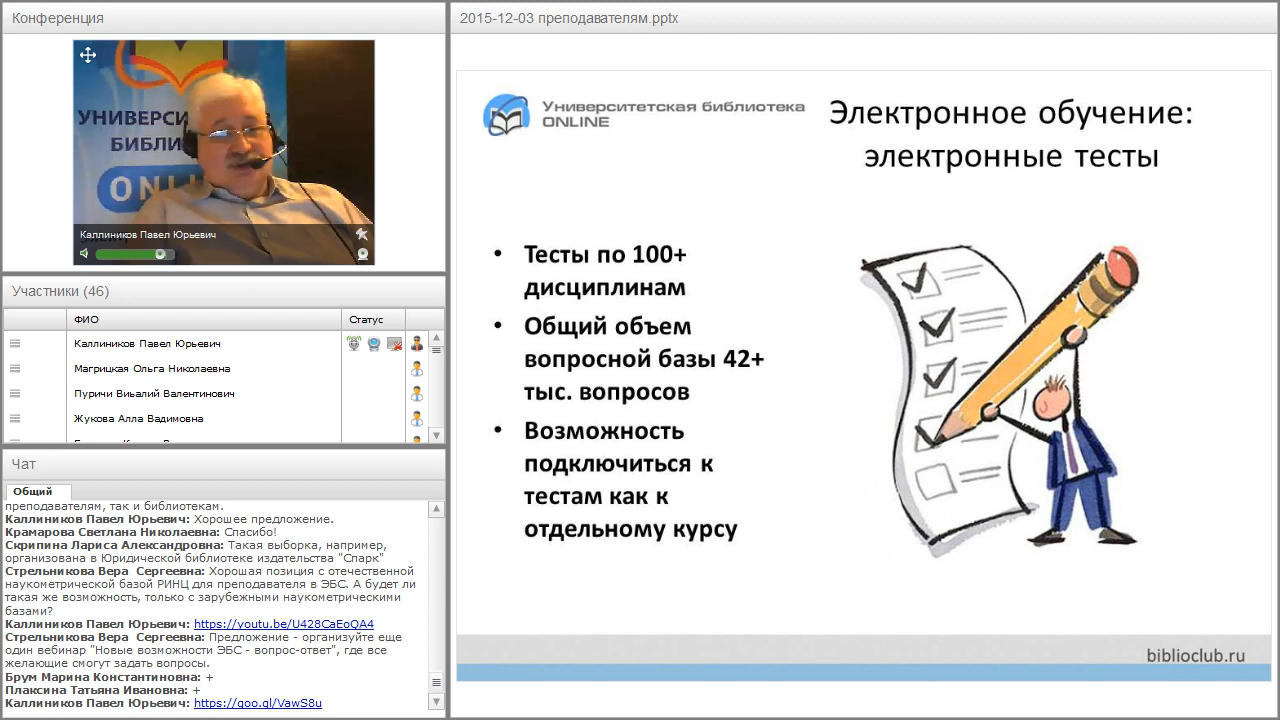 Конференция
УНИВЕРСИ
БИБЛИ
ONL
Каллиников Павел Юрьевич
Участники (46)
ФИО Статус
Каллиников Павел Юрьевич
Магрицкая Ольга Николаевна
Пуричи Виьалий Валентинович
Жукова Алла Вадимовна
Чат
Общий
преподавателям, так и библиотекам.
Каллиников Павел Юрьевич: Хорошее предложение.
Крамарова Светлана Николаевна: Спасибо!
Скрипина Лариса Александровна: Такая выборка, например,
организована в Юридической библиотеке издательства "Спарк"
Стрельникова Вера Сергеевна: Хорошая позиция с отечественной
наукометрической базой РИНЦ для преподавателя в ЭБС. А будет ли
такая же возможность, только с зарубежными наукометрическими
базами?
Каллиников Павел Юрьевич: https://youtu.be/U428CaEoQA4
Стрельникова Вера Сергеевна: Предложение - организуйте еще
один вебинар "Новые возможности ЭБС - вопрос-ответ", где все
желающие смогут задать вопросы.
Брум Марина Константиновна: +
Плаксина Татьяна Ивановна: +
Каллиников Павел Юрьевич: https://goo.gl/VawS8u
2015-12-03 преподавателям.pptx
Университетская библиотека
ONLINE
Электронное обучение:
электронные тесты
• Тесты по 100+
дисциплинам
• Общий объем
вопросной базы 42+
тыс. вопросов
• Возможность
подключиться к
тестам как к
отдельному курсу
biblioclub.ru